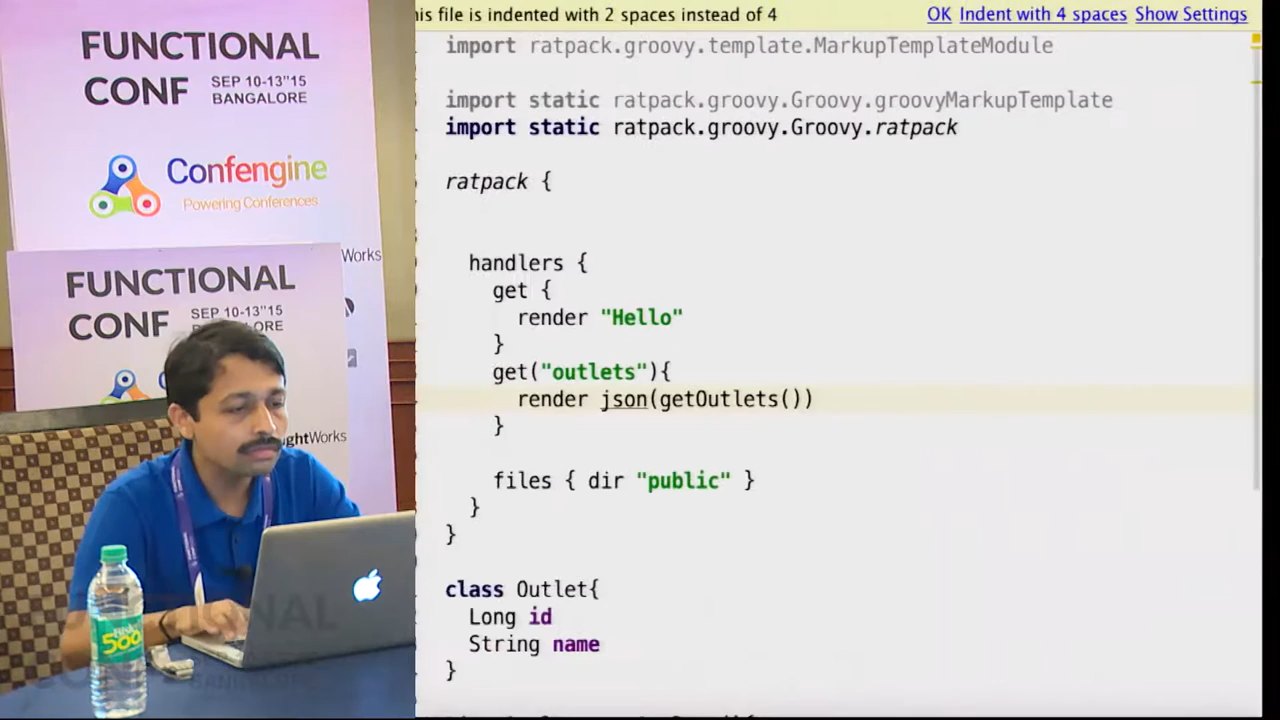 FUNCTIONAL
CONF
SEP 10-13"15
BANGALORE
Confengine
Powering Conferences
Works
FUNCTIONAL
CONF
SEP 10-13"15
ORE
ghtWorks
500
his file is indented with 2 spaces instead of 4
OK Indent with 4 spaces Show Settings
import ratpack.groovy.template.MarkupTemplateModule
import static ratpack.groovy.Groovy.groovyMarkupTemplate
import static ratpack.groovy.Groovy.ratpack
ratpack {
handlers {
get {
render "Hello"
}
get("outlets"){
render json(getOutlets())
}
files { dir "public" }
}
}
class Outlet{
Long id
String name
}